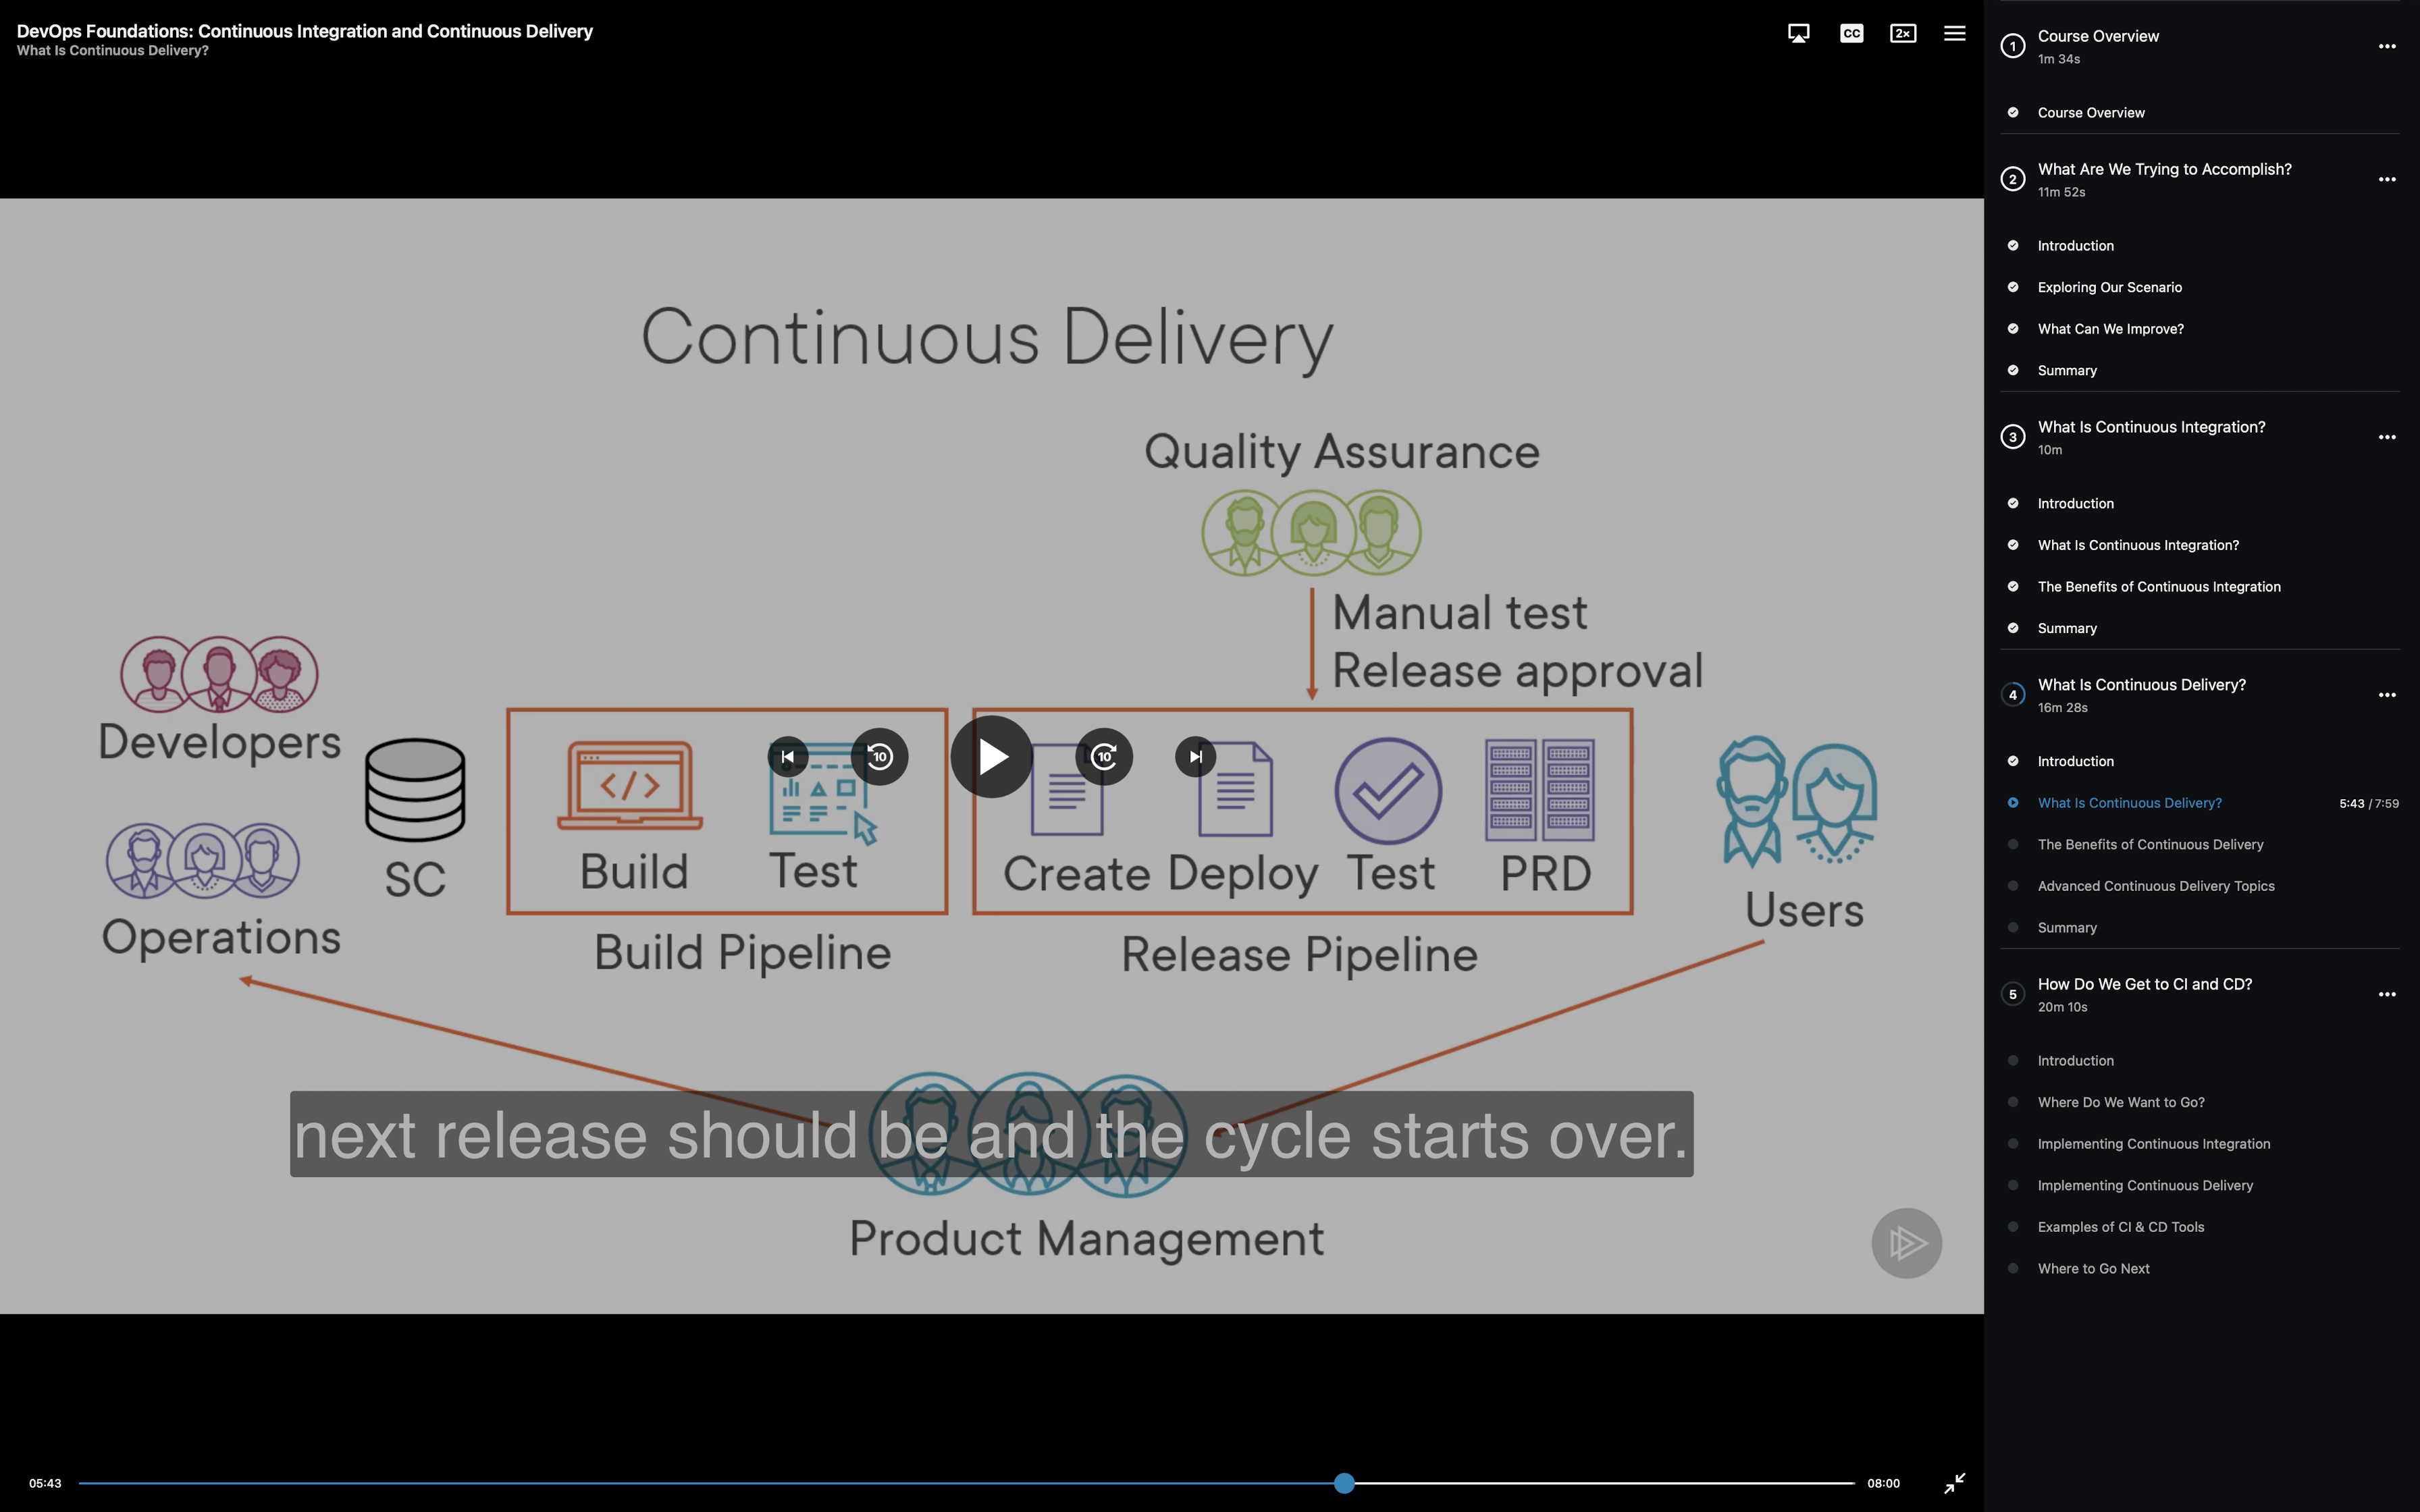 DevOps Foundations: Continuous Integration and Continuous Delivery
What Is Continuous Delivery?
CC
2×
Continuous Delivery
Quality Assurance
Manual test
Release approval
Developers
Operations
SC
</>
10
10
Build
Test
Create
Deploy
Test
PRD
Build Pipeline
Release Pipeline
Users
next release should be and the cycle starts over.
Product Management
05:43
08:00
1
Course Overview
1m 34s
Course Overview
2
What Are We Trying to Accomplish?
11m 52s
Introduction
Exploring Our Scenario
What Can We Improve?
Summary
3
What Is Continuous Integration?
10m
Introduction
What Is Continuous Integration?
The Benefits of Continuous Integration
Summary
4
What Is Continuous Delivery?
16m 28s
Introduction
What Is Continuous Delivery? 5:43 / 7:59
The Benefits of Continuous Delivery
Advanced Continuous Delivery Topics
Summary
5
How Do We Get to CI and CD?
20m 10s
Introduction
Where Do We Want to Go?
Implementing Continuous Integration
Implementing Continuous Delivery
Examples of CI & CD Tools
Where to Go Next